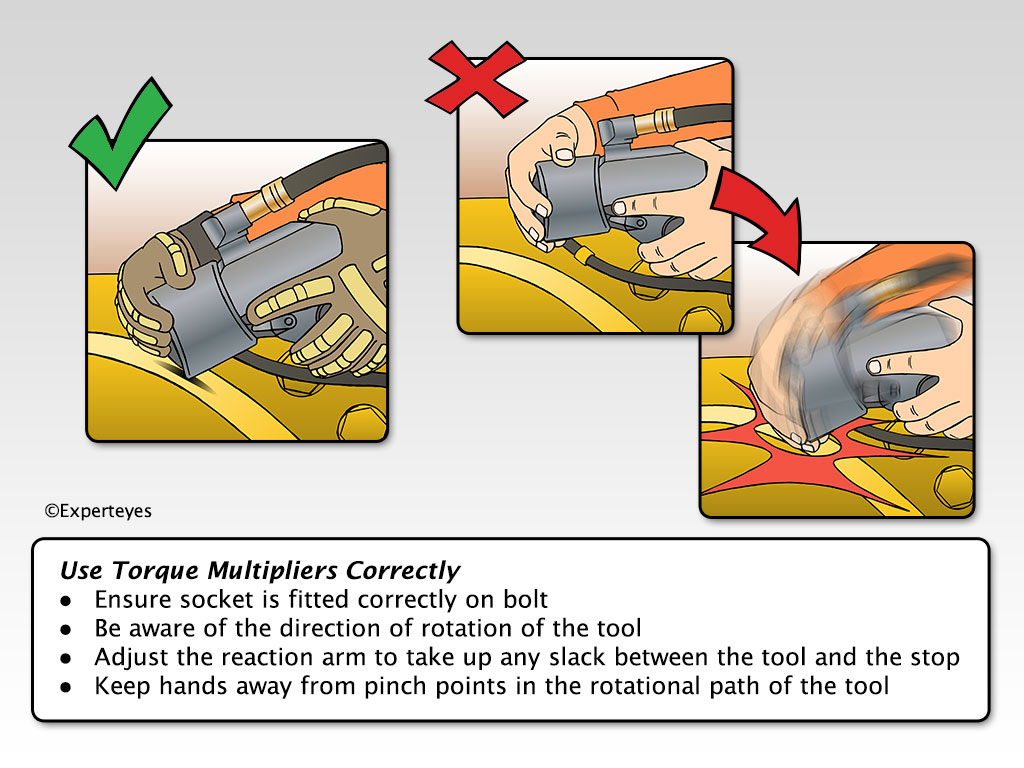 ©Experteyes
Use Torque Multipliers Correctly
● Ensure socket is fitted correctly on bolt
● Be aware of the direction of rotation of the tool
● Adjust the reaction arm to take up any slack between the tool and the stop
● Keep hands away from pinch points in the rotational path of the tool